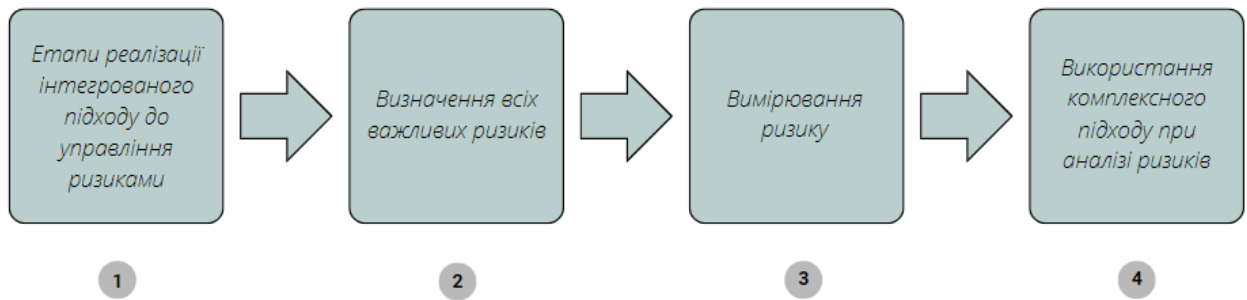 Етапи реалізації
інтегрованого
підходу до
управління
ризиками
Визначення всіх
важливих ризиків
Вимірювання
ризику
Використання
комплексного
підходу при
аналізі ризиків
1
2
3
4